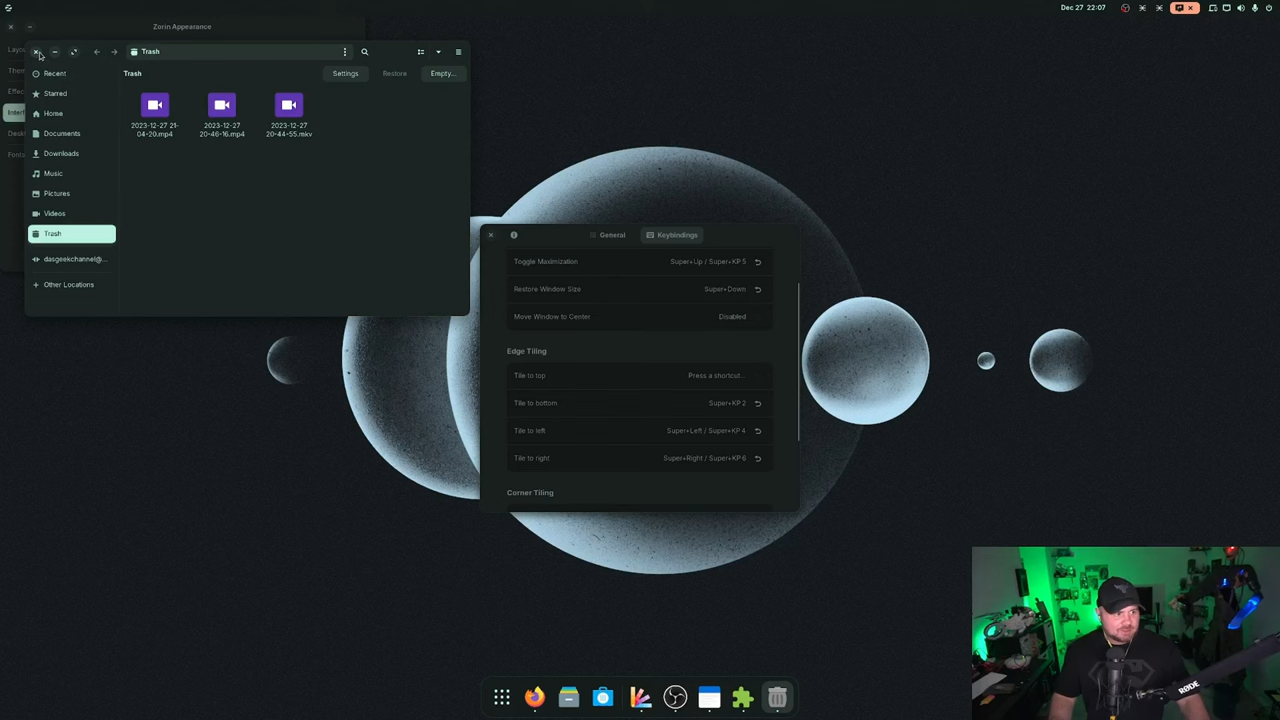 Dec 27 22:07
Zorin Appearance
Trash
Recent
Starred
Home
Documents
Downloads
Music
Pictures
Videos
Trash
dasgeekchannel@...
Other Locations
Trash
Settings
Restore
Empty...
2023-12-27 21-
04-20.mp4
2023-12-27
20-46-16.mp4
2023-12-27
20-44-55.mkv
General
Keybindings
Toggle Maximization
Super+Up / Super+KP 5
Restore Window Size
Super+Down
Move Window to Center
Disabled
Edge Tiling
Tile to top
Press a shortcut...
Tile to bottom
Super+KP 2
Tile to left
Super+Left / Super+KP 4
Tile to right
Super+Right / Super+KP 6
Corner Tiling
RØDE